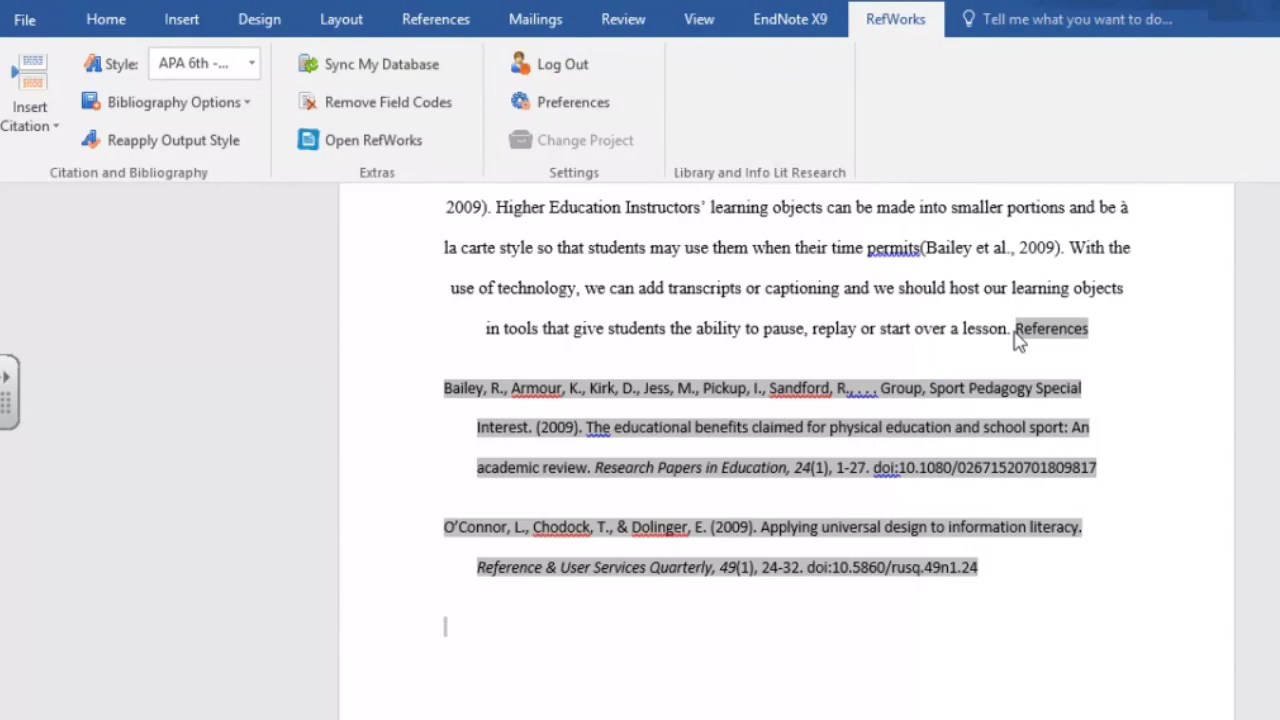 File Home Insert Design Layout References Mailings Review View EndNote X9 RefWorks Tell me what you want to do...
Insert Citation
Style: APA 6th -...
Bibliography Options
Reapply Output Style
Citation and Bibliography
Sync My Database
Remove Field Codes
Open RefWorks
Extras
Log Out
Preferences
Change Project
Settings
Library and Info Lit Research
2009). Higher Education Instructors’ learning objects can be made into smaller portions and be à
la carte style so that students may use them when their time permits(Bailey et al., 2009). With the
use of technology, we can add transcripts or captioning and we should host our learning objects
in tools that give students the ability to pause, replay or start over a lesson. References
Bailey, R., Armour, K., Kirk, D., Jess, M., Pickup, I., Sandford, R., . . . Group, Sport Pedagogy Special
Interest. (2009). The educational benefits claimed for physical education and school sport: An
academic review. Research Papers in Education, 24(1), 1-27. doi:10.1080/02671520701809817
O’Connor, L., Chodock, T., & Dolinger, E. (2009). Applying universal design to information literacy.
Reference & User Services Quarterly, 49(1), 24-32. doi:10.5860/rusq.49n1.24